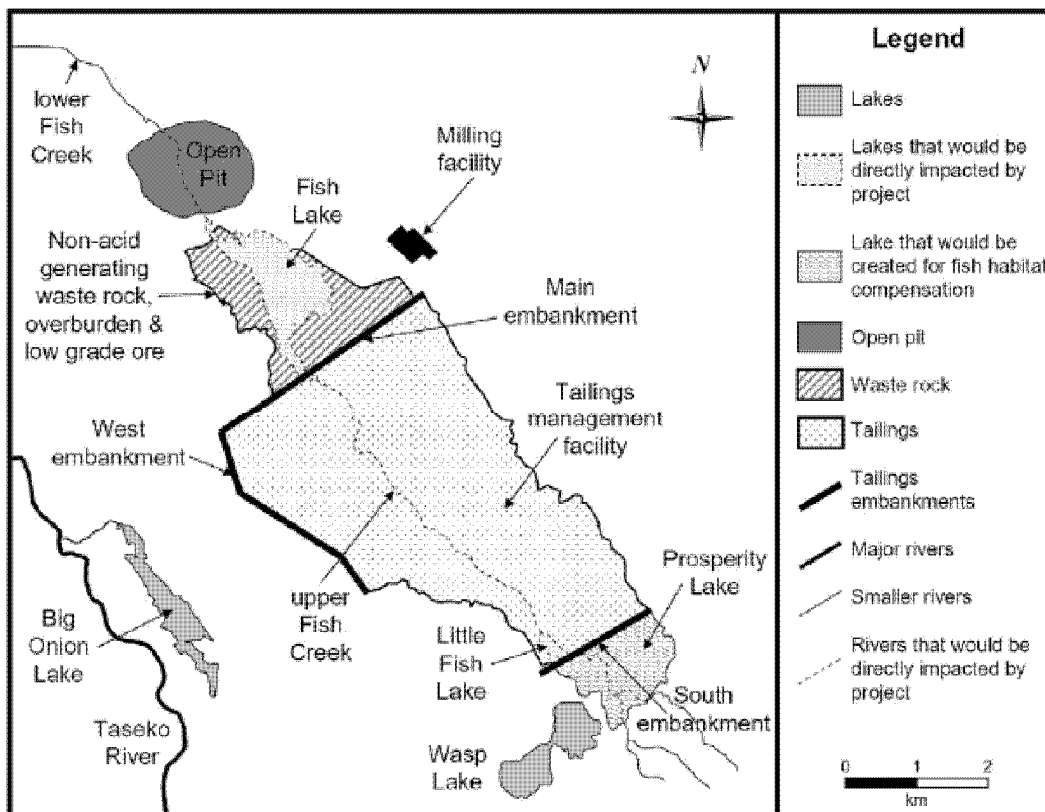 lower
Fish
Creek
Open
Pit
Milling
facility
N
Fish
Lake
Non-acid
generating
waste rock,
overburden &
low grade ore
Main
embankment
West
embankment
Tailings
management
facility
Prosperity
Lake
upper
Fish
Creek
Little
Fish
Lake
Big
Onion
Lake
South
embankment
Taseko
River
Wasp
Lake
Legend
Lakes
Lakes that would be
directly impacted by
project
Lake that would be
created for fish habitat
compensation
Open pit
Waste rock
Tailings
Tailings
embankments
Major rivers
Smaller rivers
Rivers that would be
directly impacted by
project
0 1 2
km